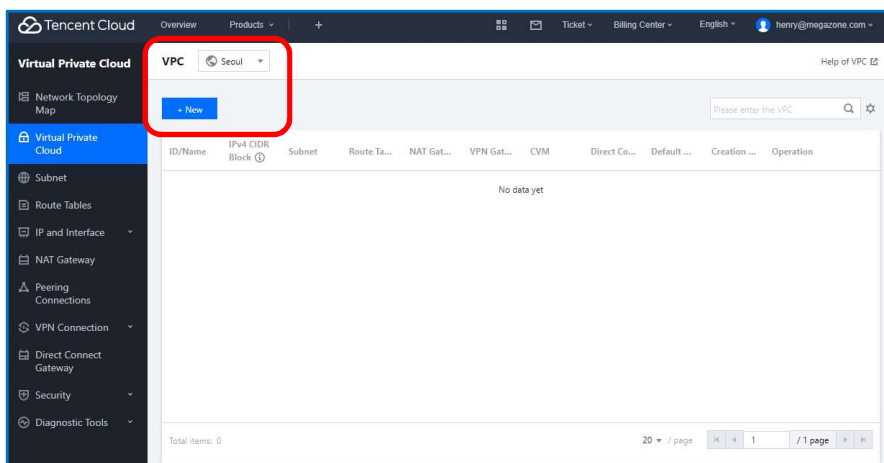 Tencent Cloud
Overview
Products
+
Ticket
Billing Center
English
henry@megazone.com
Virtual Private Cloud
Network Topology
Map
Virtual Private
Cloud
Subnet
Route Tables
IP and Interface
NAT Gateway
Peering
Connections
VPN Connection
Direct Connect
Gateway
Security
Diagnostic Tools
VPC
Seoul
Help of VPC
+ New
Please enter the VPC
ID/Name
IPv4 CIDR
Block
Subnet
Route Ta...
NAT Gat...
VPN Gat...
CVM
Direct Co...
Default ...
Creation ...
Operation
No data yet
Total items: 0
20 / page
1
/ 1 page